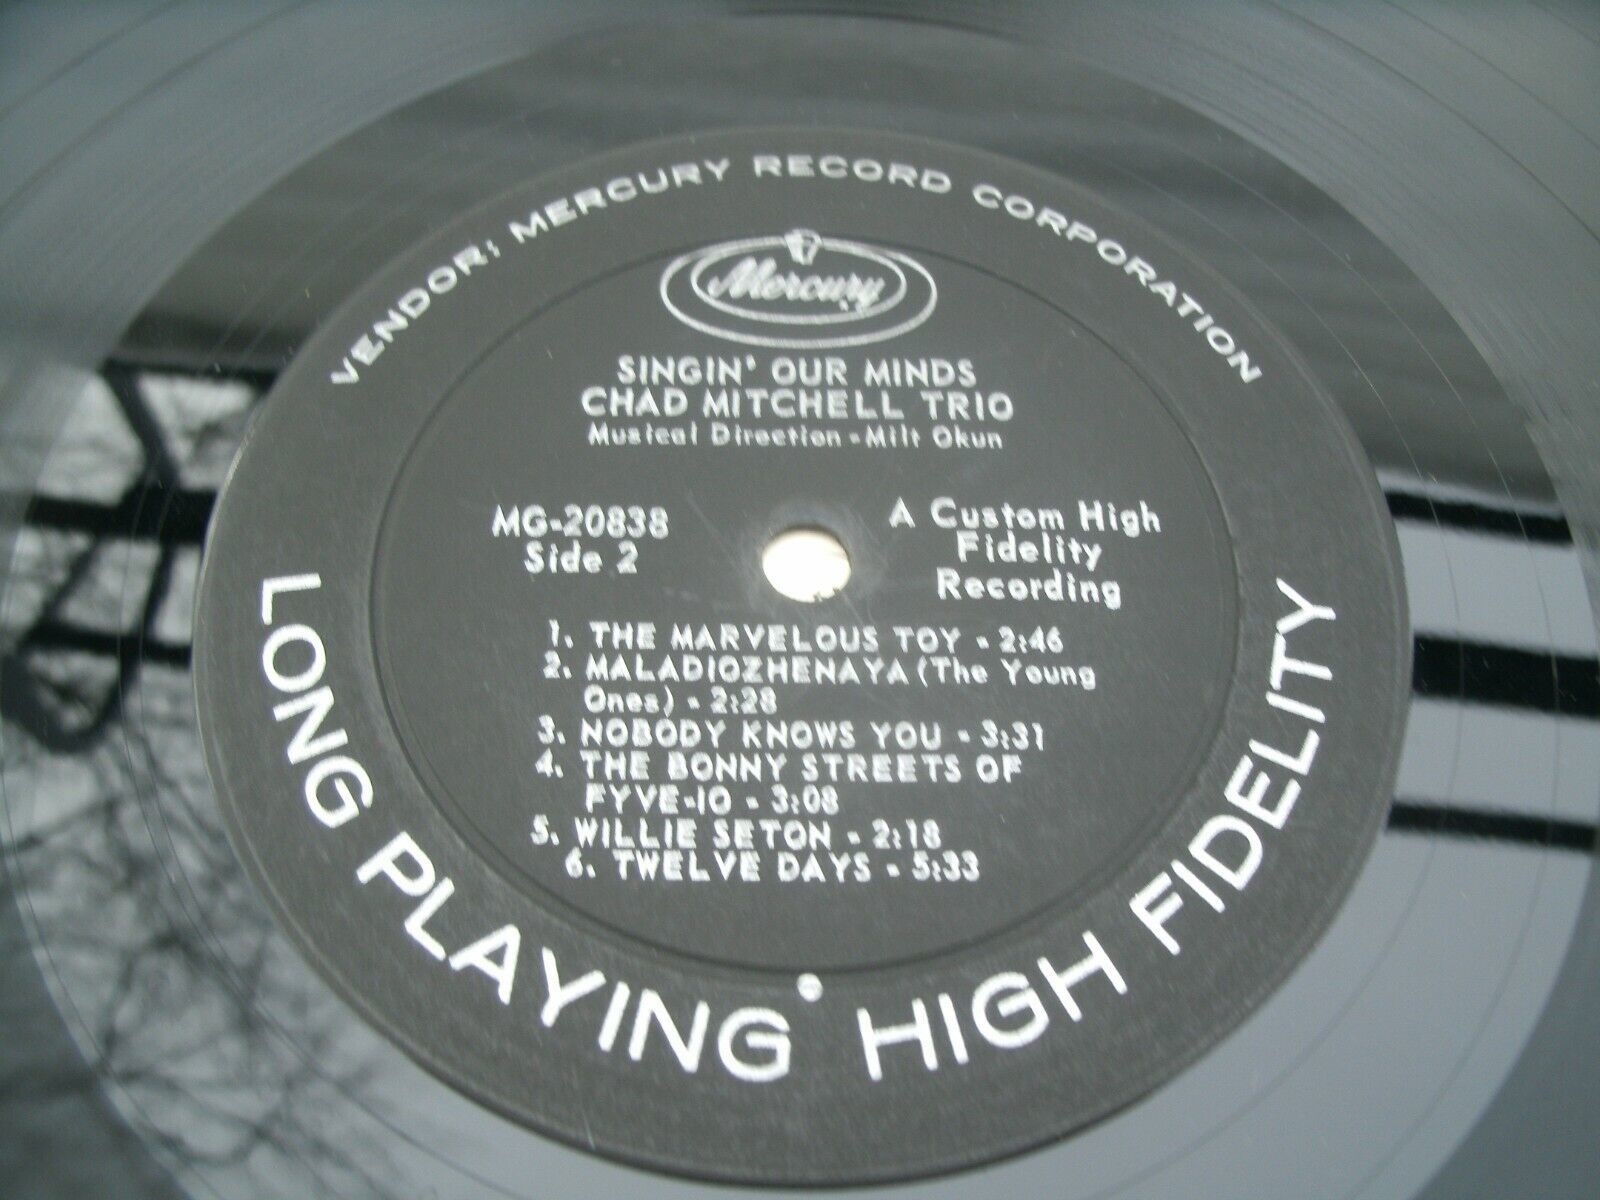 VENDOR: MERCURY RECORD CORPORATION
Mercury
SINGIN' OUR MINDS
CHAD MITCHELL TRIO
Musical Direction - Milt Okun
MG-20838
Side 2
A Custom High
Fidelity
Recording
1. THE MARVELOUS TOY - 2:46
2. MALADIOZHENAYA (The Young
Ones) - 2:28
3. NOBODY KNOWS YOU - 3:31
4. THE BONNY STREETS OF
FYVE-IO - 3:08
5. WILLIE SETON - 2:18
6. TWELVE DAYS - 5:33
LONG PLAYING • HIGH FIDELITY